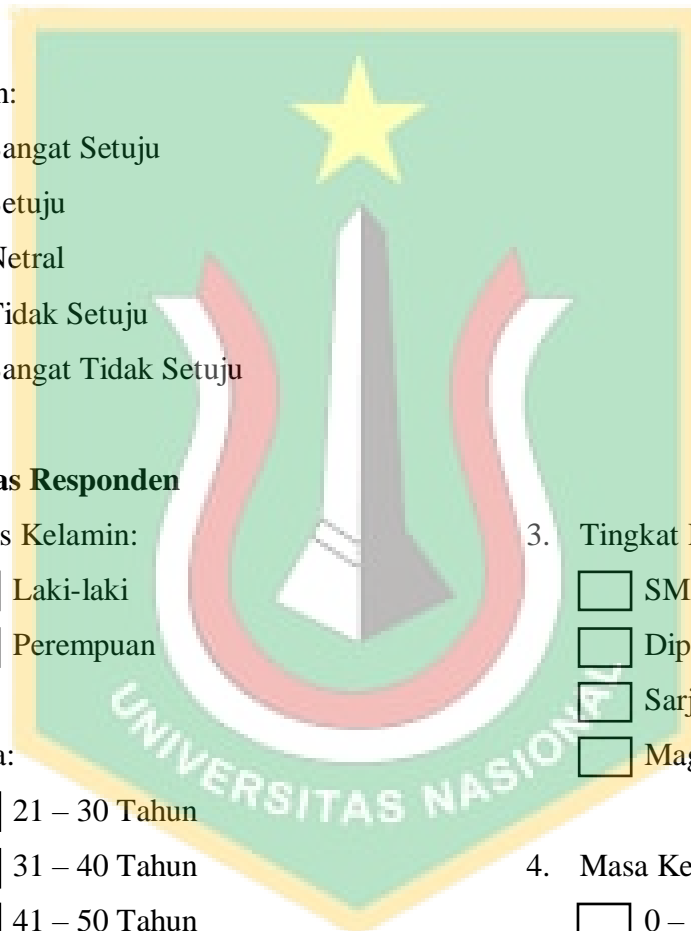 n:
angat Setuju
etuju
Netral
Tidak Setuju
angat Tidak Setuju
as Responden
s Kelamin:
Laki-laki
Perempuan
a:
21 – 30 Tahun
31 – 40 Tahun
41 – 50 Tahun
3. Tingkat
SM
Dip
Sarj
Mag
4. Masa Ke
0 –
UNIVERSITAS NASIONAL